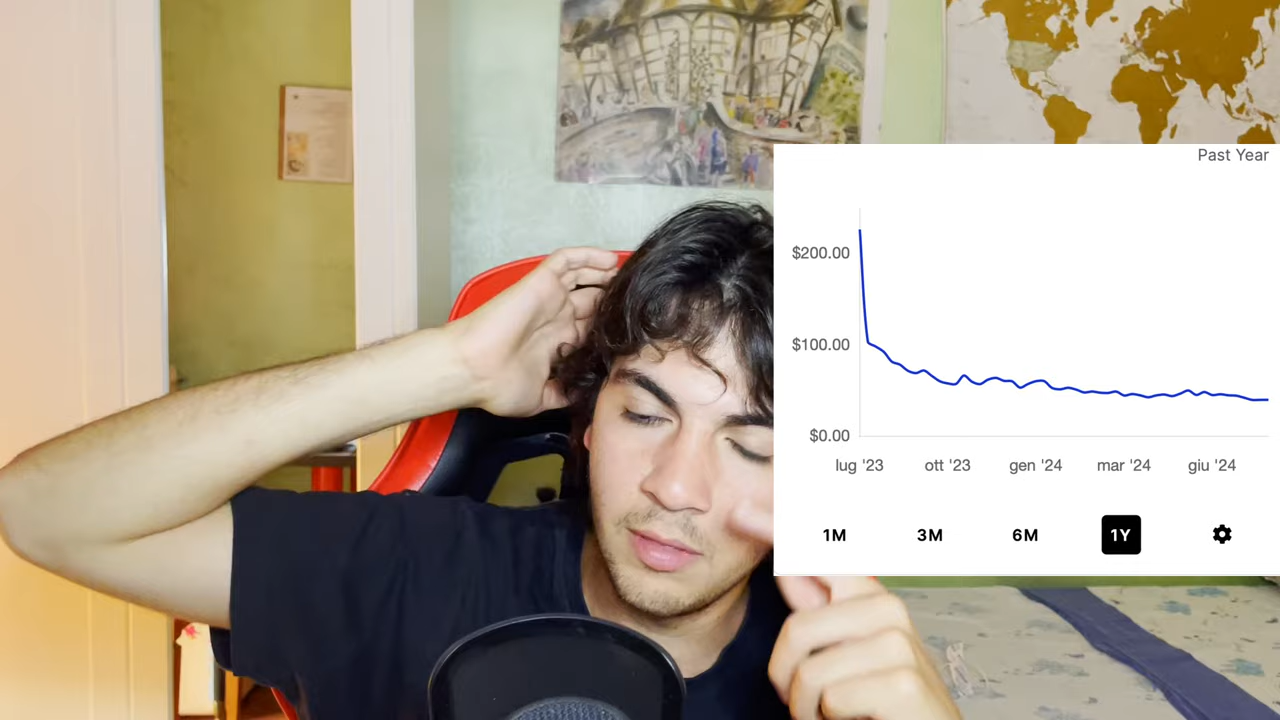 Past Year
$200.00
$100.00
$0.00
lug '23 ott '23 gen '24 mar '24 giu '24
1M 3M 6M 1Y